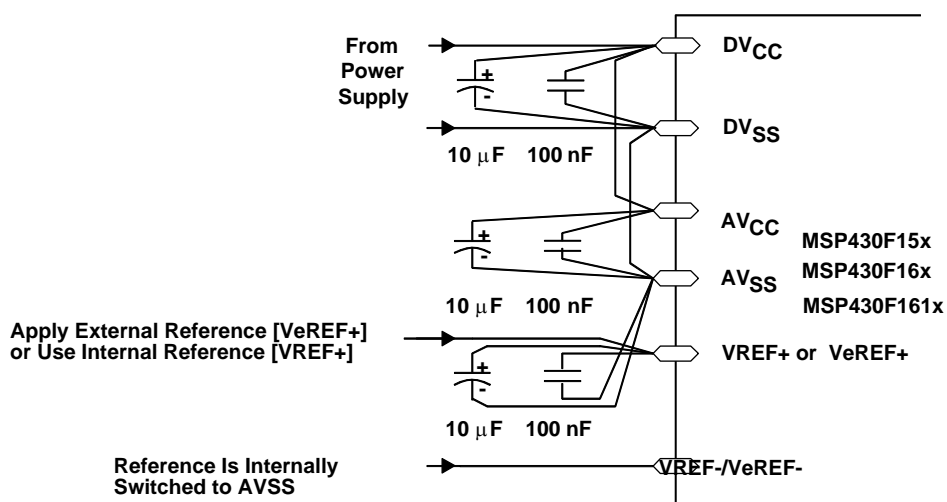 From
Power
Supply
+
-
10 μF 100 nF
DVCC
DVSS
+
-
10 μF 100 nF
AVCC
AVSS
MSP430F15x
MSP430F16x
MSP430F161x
Apply External Reference [VeREF+]
or Use Internal Reference [VREF+]
+
-
10 μF 100 nF
VREF+ or VeREF+
Reference Is Internally
Switched to AVSS
VREF-/VeREF-